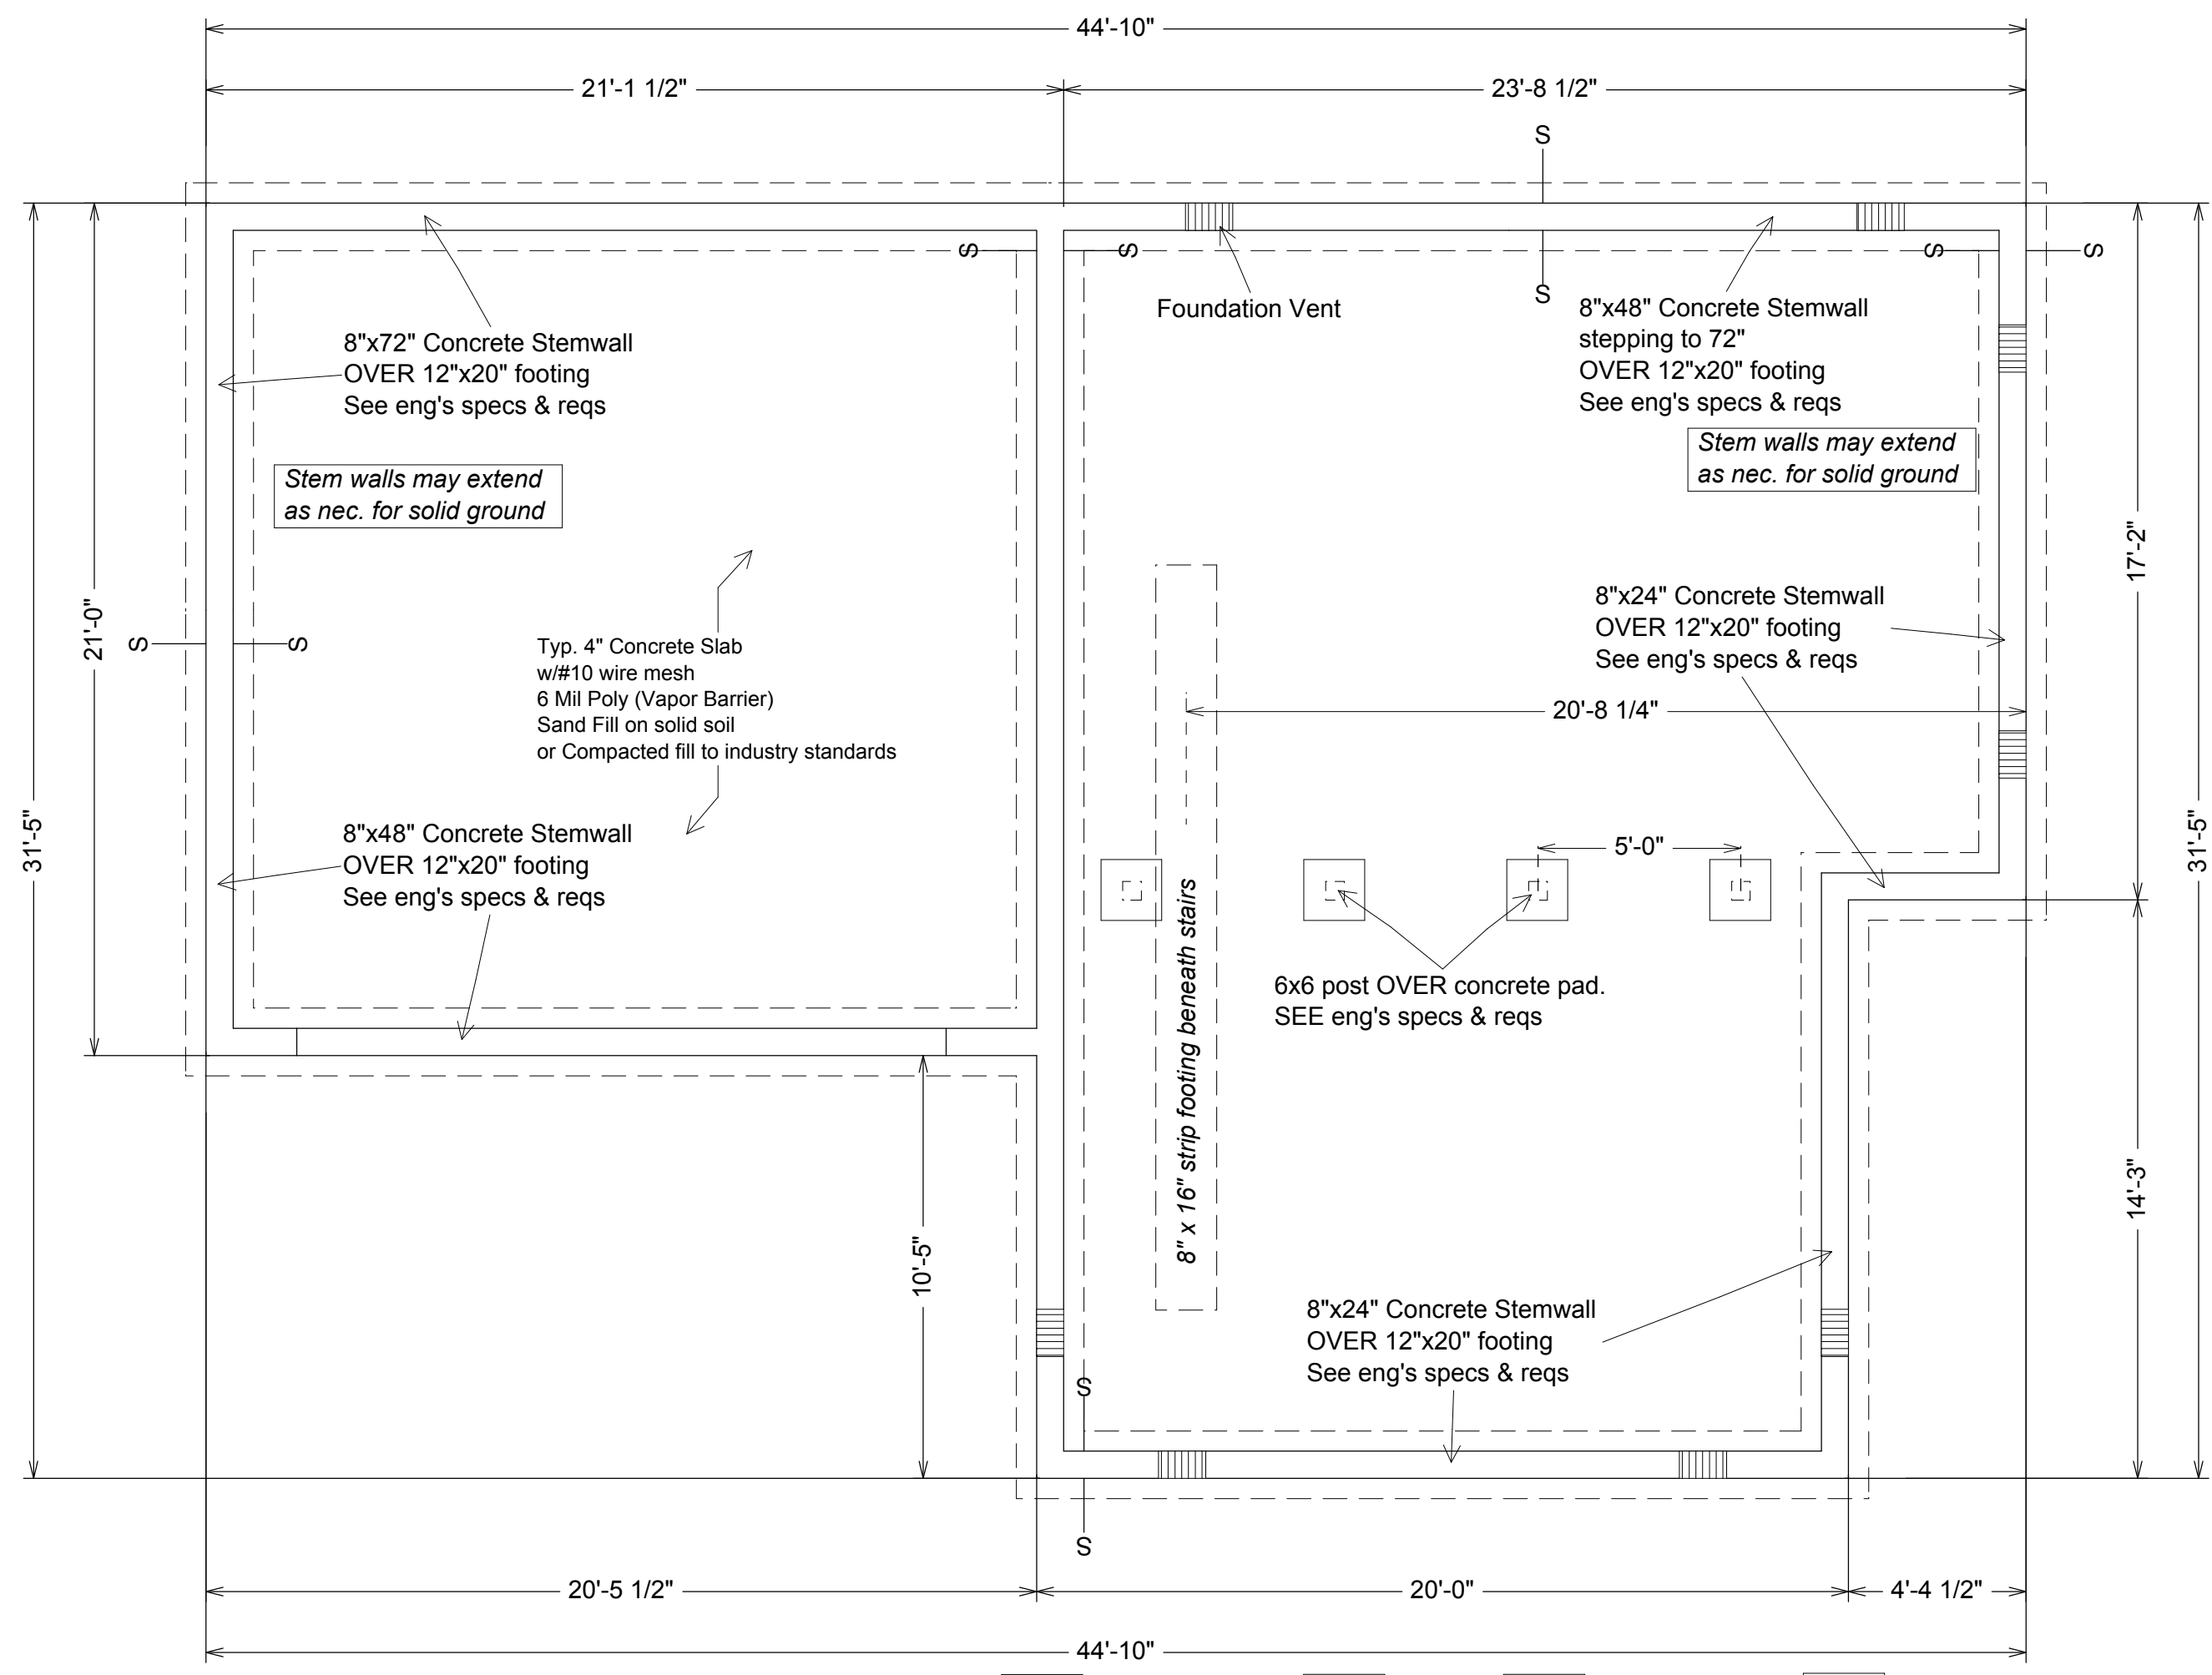 44'-10"
21'-1 1/2"
23'-8 1/2"
S
S
S
S
S
S
Foundation Vent
8"x48" Concrete Stemwall
stepping to 72"
OVER 12"x20" footing
See eng's specs & reqs
8"x72" Concrete Stemwall
OVER 12"x20" footing
See eng's specs & reqs
Stem walls may extend
as nec. for solid ground
Stem walls may extend
as nec. for solid ground
17'-2"
21'-0"
S
S
8"x24" Concrete Stemwall
OVER 12"x20" footing
See eng's specs & reqs
Typ. 4" Concrete Slab
w/#10 wire mesh
6 Mil Poly (Vapor Barrier)
Sand Fill on solid soil
or Compacted fill to industry standards
20'-8 1/4"
31'-5"
8"x48" Concrete Stemwall
OVER 12"x20" footing
See eng's specs & reqs
5'-0"
31'-5"
8" x 16" strip footing beneath stairs
6x6 post OVER concrete pad.
SEE eng's specs & reqs
14'-3"
10'-5"
8"x24" Concrete Stemwall
OVER 12"x20" footing
See eng's specs & reqs
S
S
20'-5 1/2"
20'-0"
4'-4 1/2"
44'-10"